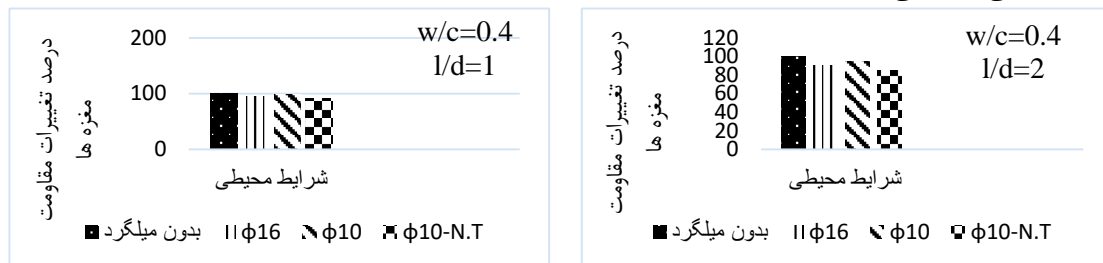 درصد تغییرات مقاومت
مغزه ها
200
100
0
w/c=0.4
l/d=1
شرایط محیطی
بدون میلگرد ϕ16 ϕ10 ϕ10-N.T
درصد تغییرات مقاومت
مغزه ها
120
100
80
60
40
20
0
w/c=0.4
l/d=2
شرایط محیطی
بدون میلگرد ϕ16 ϕ10 ϕ10-N.T